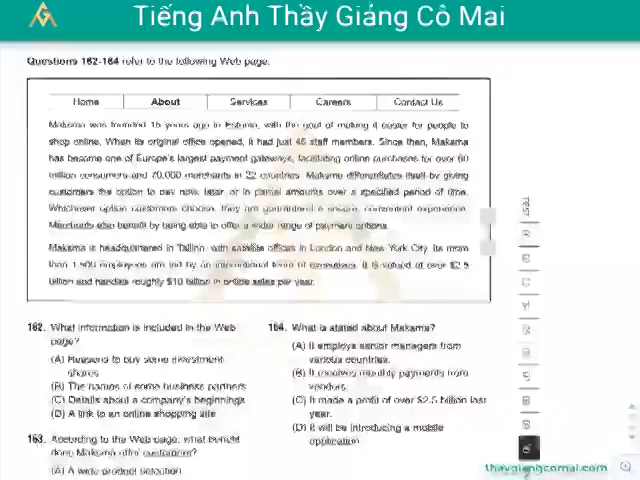 Tiếng Anh Thầy Giảng Cô Mai
Questions 162-164 refer to the following Web page.
Home About Services Careers Contact Us
Makama was founded 15 years ago in Estonia, with the goal of making it easier for people to
shop online. When its original office opened, it had just 45 staff members. Since then, Makama
has become one of Europe's largest payment gateways, facilitating online purchases for over
million consumers and 70,000 merchants in 22 countries. Makama differentiates itself by giving
customers the option to pay now, later, or in partial amounts over a specified period of time.
Whichever option customers choose, they are guaranteed a secure, convenient experience.
Merchants also benefit by being able to offer a wider range of payment options.
Makama is headquartered in Tallinn, with satellite offices in London and New York City. Its more
than employees are led by an international team of executives. It is valued at over
billion and handles roughly $10 billion in online sales per year.
162. What information is included in the Web
page?
(A) Reasons to buy some investment
shares
(B) The names of some business partners
(C) Details about a company's beginnings
(D) A link to an online shopping site
163. According to the Web page, what benefit
does Makama offer customers?
(A) A wide product selection
164. What is stated about Makama?
(A) It employs senior managers from
various countries.
(B) It receives monthly payments from
vendors.
(C) It made a profit of over $2.5 billion last
year.
(D) It will be introducing a mobile
application.
TEST
thaygiangcomai.com